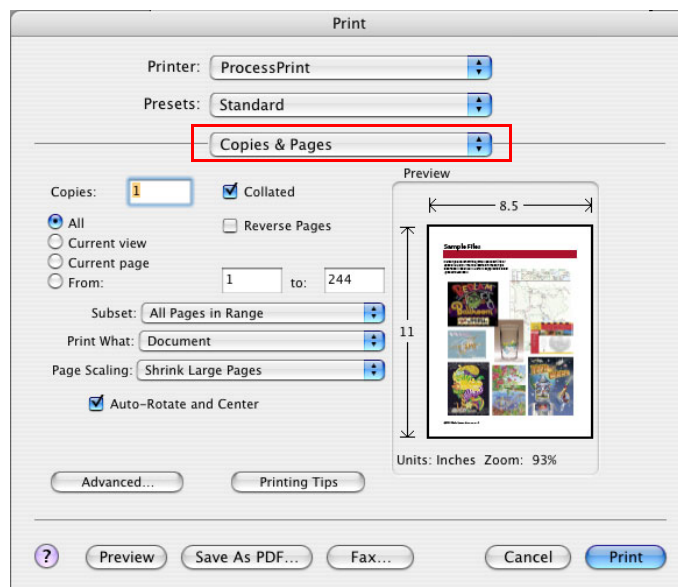 Print
Printer: ProcessPrint
Presets: Standard
Copies & Pages
Copies: 1
Collated
All
Reverse Pages
Current view
Current page
From: 1 to: 244
Subset: All Pages in Range
Print What: Document
Page Scaling: Shrink Large Pages
Auto-Rotate and Center
Advanced...
Printing Tips
Preview
8.5
11
Sample Files
Units: Inches Zoom: 93%
?
Preview
Save As PDF...
Fax...
Cancel
Print